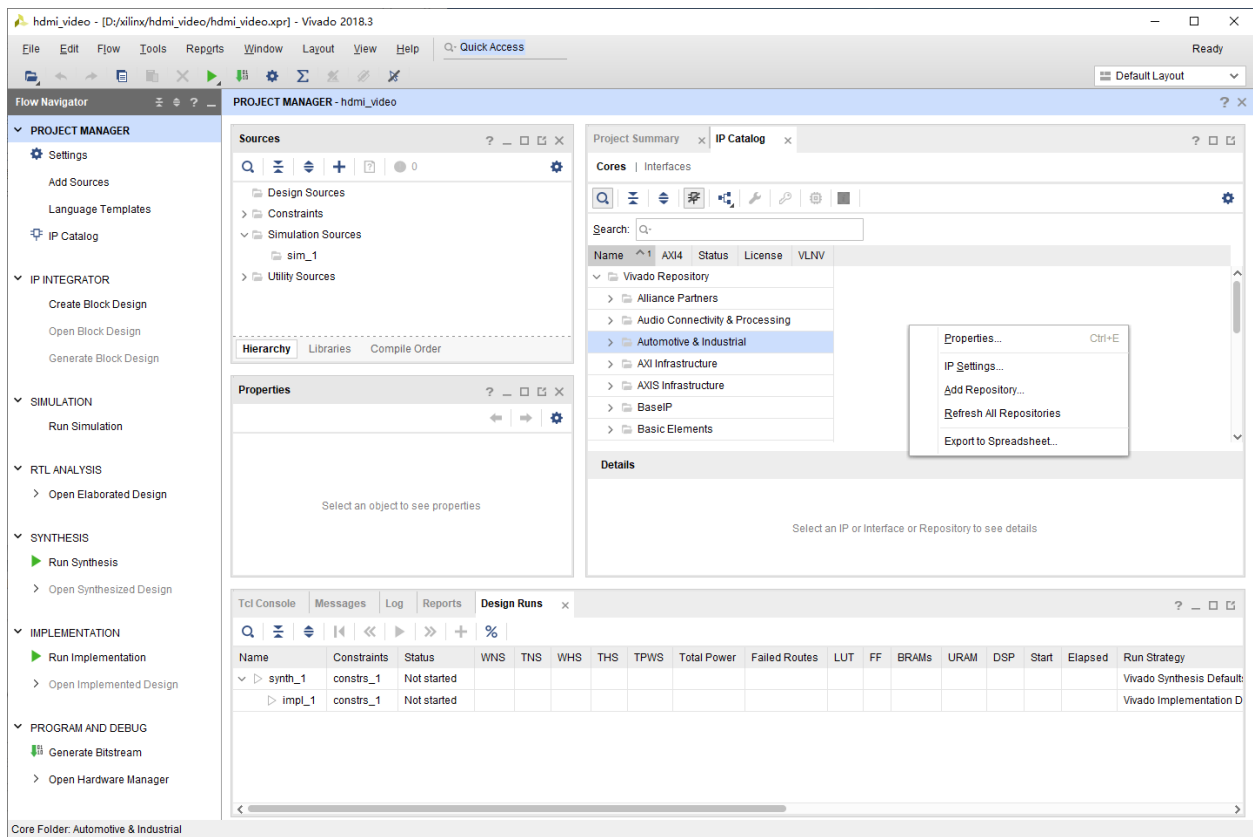 hdmi_video - [D:/xilinx/hdmi_video/hdmi_video.xpr] - Vivado 2018.3
File Edit Flow Tools Reports Window Layout View Help Quick Access Ready
Default Layout
Flow Navigator
PROJECT MANAGER
Settings
Add Sources
Language Templates
IP Catalog
IP INTEGRATOR
Create Block Design
Open Block Design
Generate Block Design
SIMULATION
Run Simulation
RTL ANALYSIS
Open Elaborated Design
SYNTHESIS
Run Synthesis
Open Synthesized Design
IMPLEMENTATION
Run Implementation
Open Implemented Design
PROGRAM AND DEBUG
Generate Bitstream
Open Hardware Manager
PROJECT MANAGER - hdmi_video
Sources
0
Design Sources
Constraints
Simulation Sources
sim_1
Utility Sources
Hierarchy Libraries Compile Order
Properties
Select an object to see properties
Project Summary IP Catalog
Cores | Interfaces
Search:
Name 1 AXI4 Status License VLNV
Vivado Repository
Alliance Partners
Audio Connectivity & Processing
Automotive & Industrial
AXI Infrastructure
AXIS Infrastructure
BaseIP
Basic Elements
Properties... Ctrl+E
IP Settings...
Add Repository...
Refresh All Repositories
Export to Spreadsheet...
Details
Select an IP or Interface or Repository to see details
Tcl Console Messages Log Reports Design Runs
Name Constraints Status WNS TNS WHS THS TPWS Total Power Failed Routes LUT FF BRAMs URAM DSP Start Elapsed Run Strategy
synth_1 constrs_1 Not started Vivado Synthesis Default
impl_1 constrs_1 Not started Vivado Implementation D
Core Folder: Automotive & Industrial